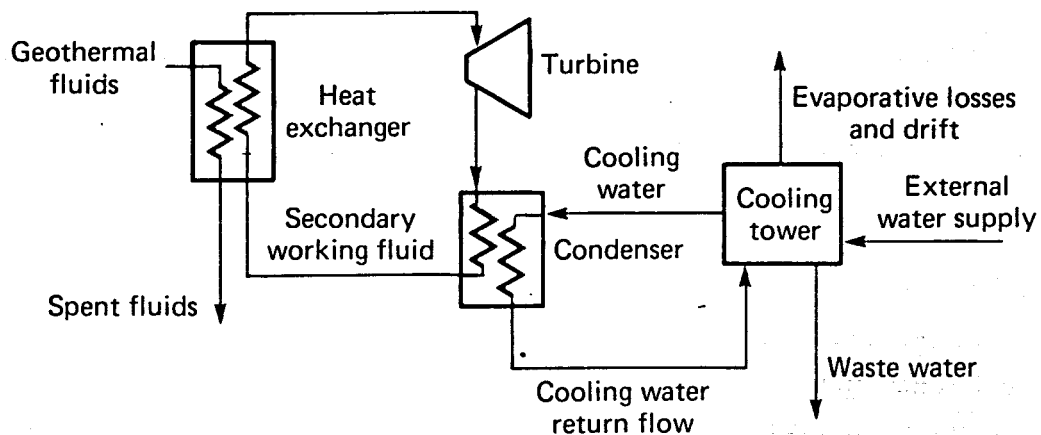 Geothermal
fluids
Heat
exchanger
Turbine
Evaporative losses
and drift
Cooling
water
Cooling
tower
External
water supply
Secondary
working fluid
Condenser
Spent fluids
Cooling water
return flow
Waste water